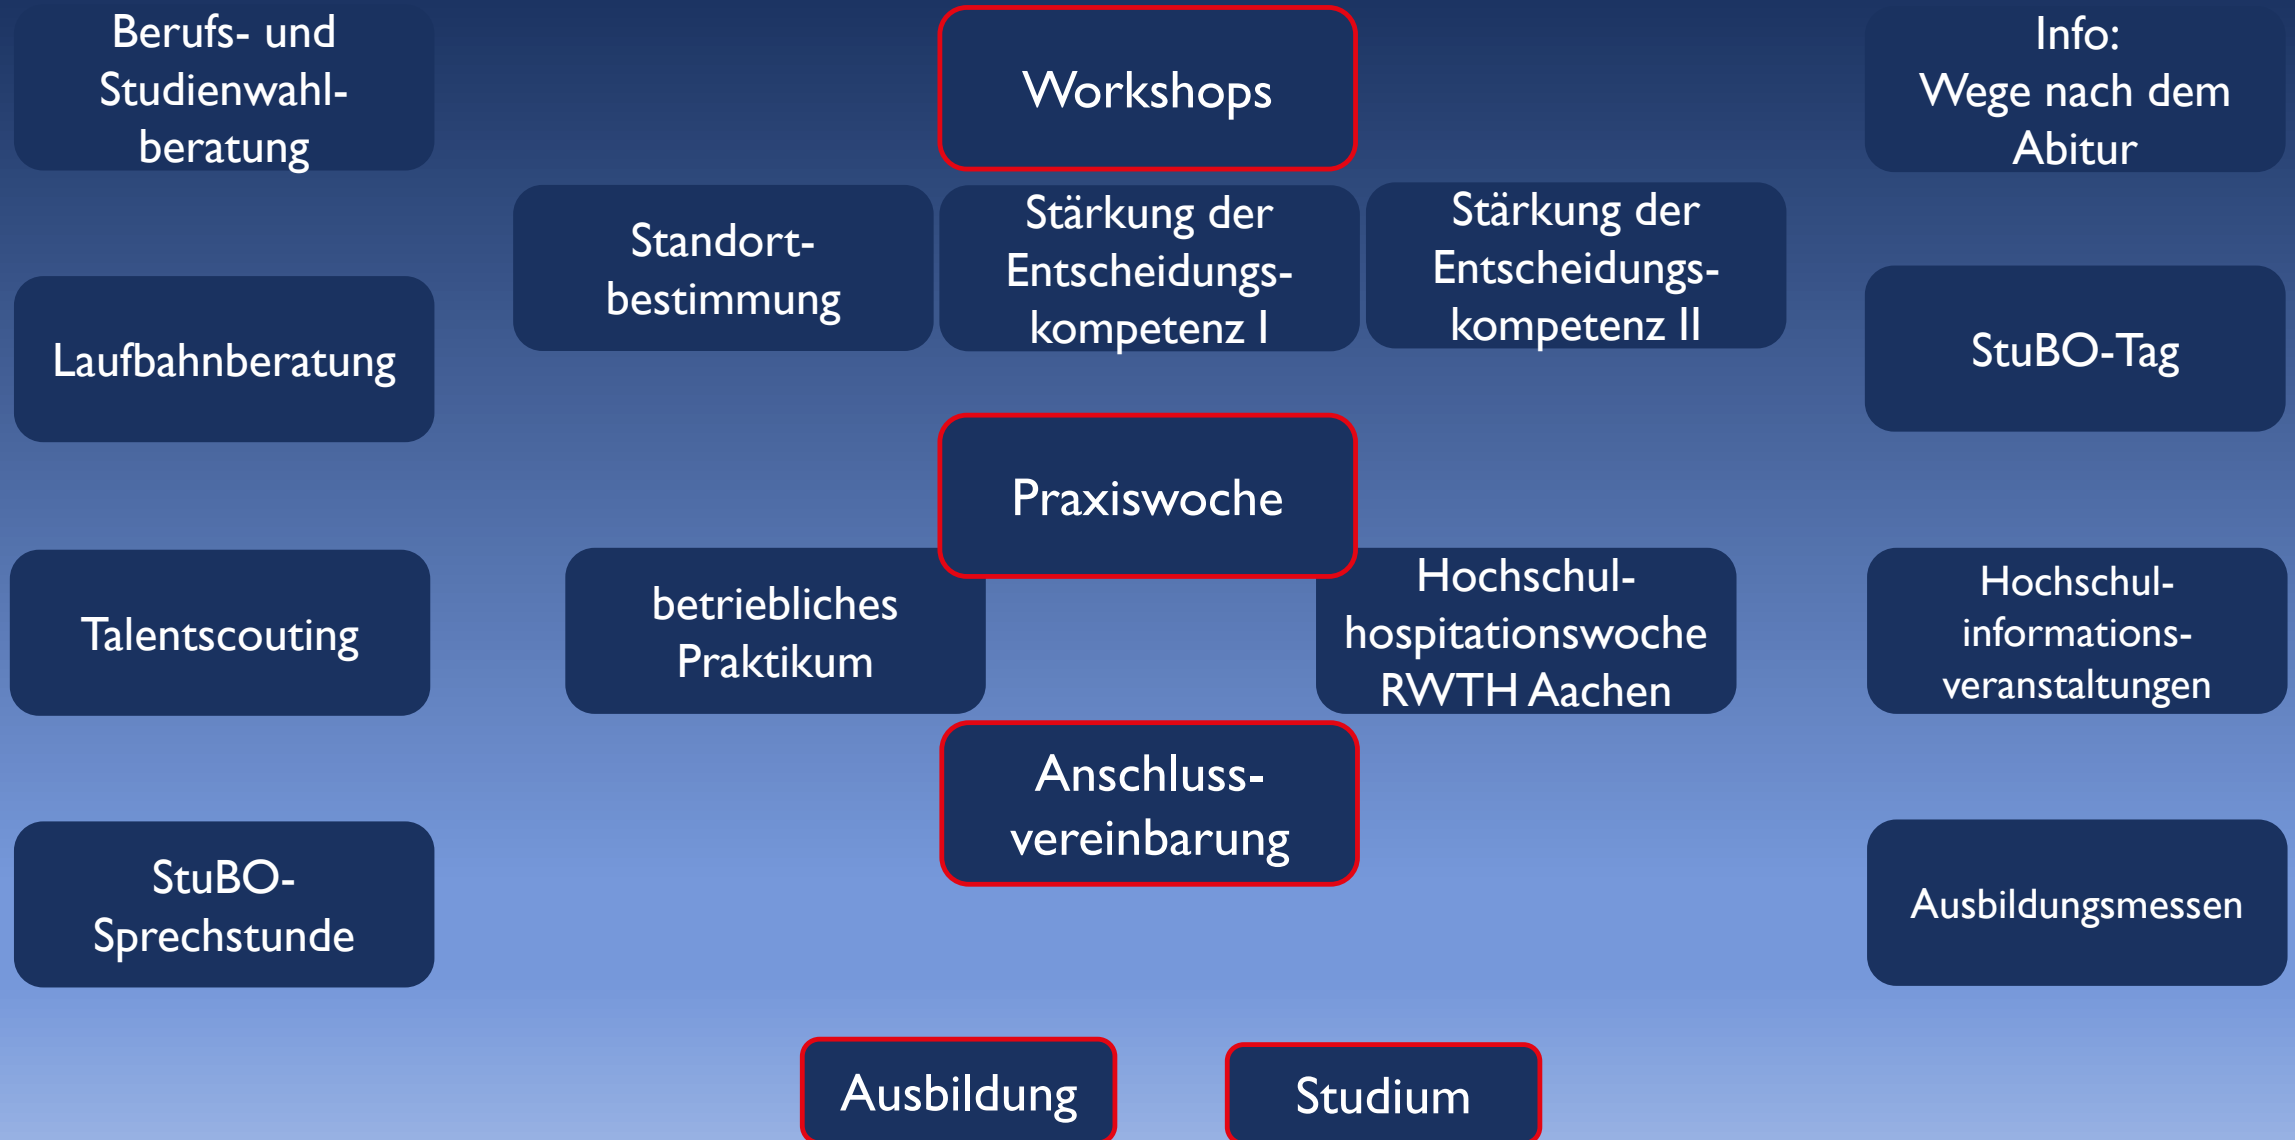 Berufs- und
Studienwahl-
beratung
Workshops
Info:
Wege nach dem
Abitur
Standort-
bestimmung
Stärkung der
Entscheidungs-
kompetenz I
Stärkung der
Entscheidungs-
kompetenz II
Laufbahnberatung
StuBO-Tag
Praxiswoche
Talentscouting
betriebliches
Praktikum
Hochschul-
hospitationswoche
RWTH Aachen
Hochschul-
informations-
veranstaltungen
Anschluss-
vereinbarung
StuBO-
Sprechstunde
Ausbildungsmessen
Ausbildung
Studium